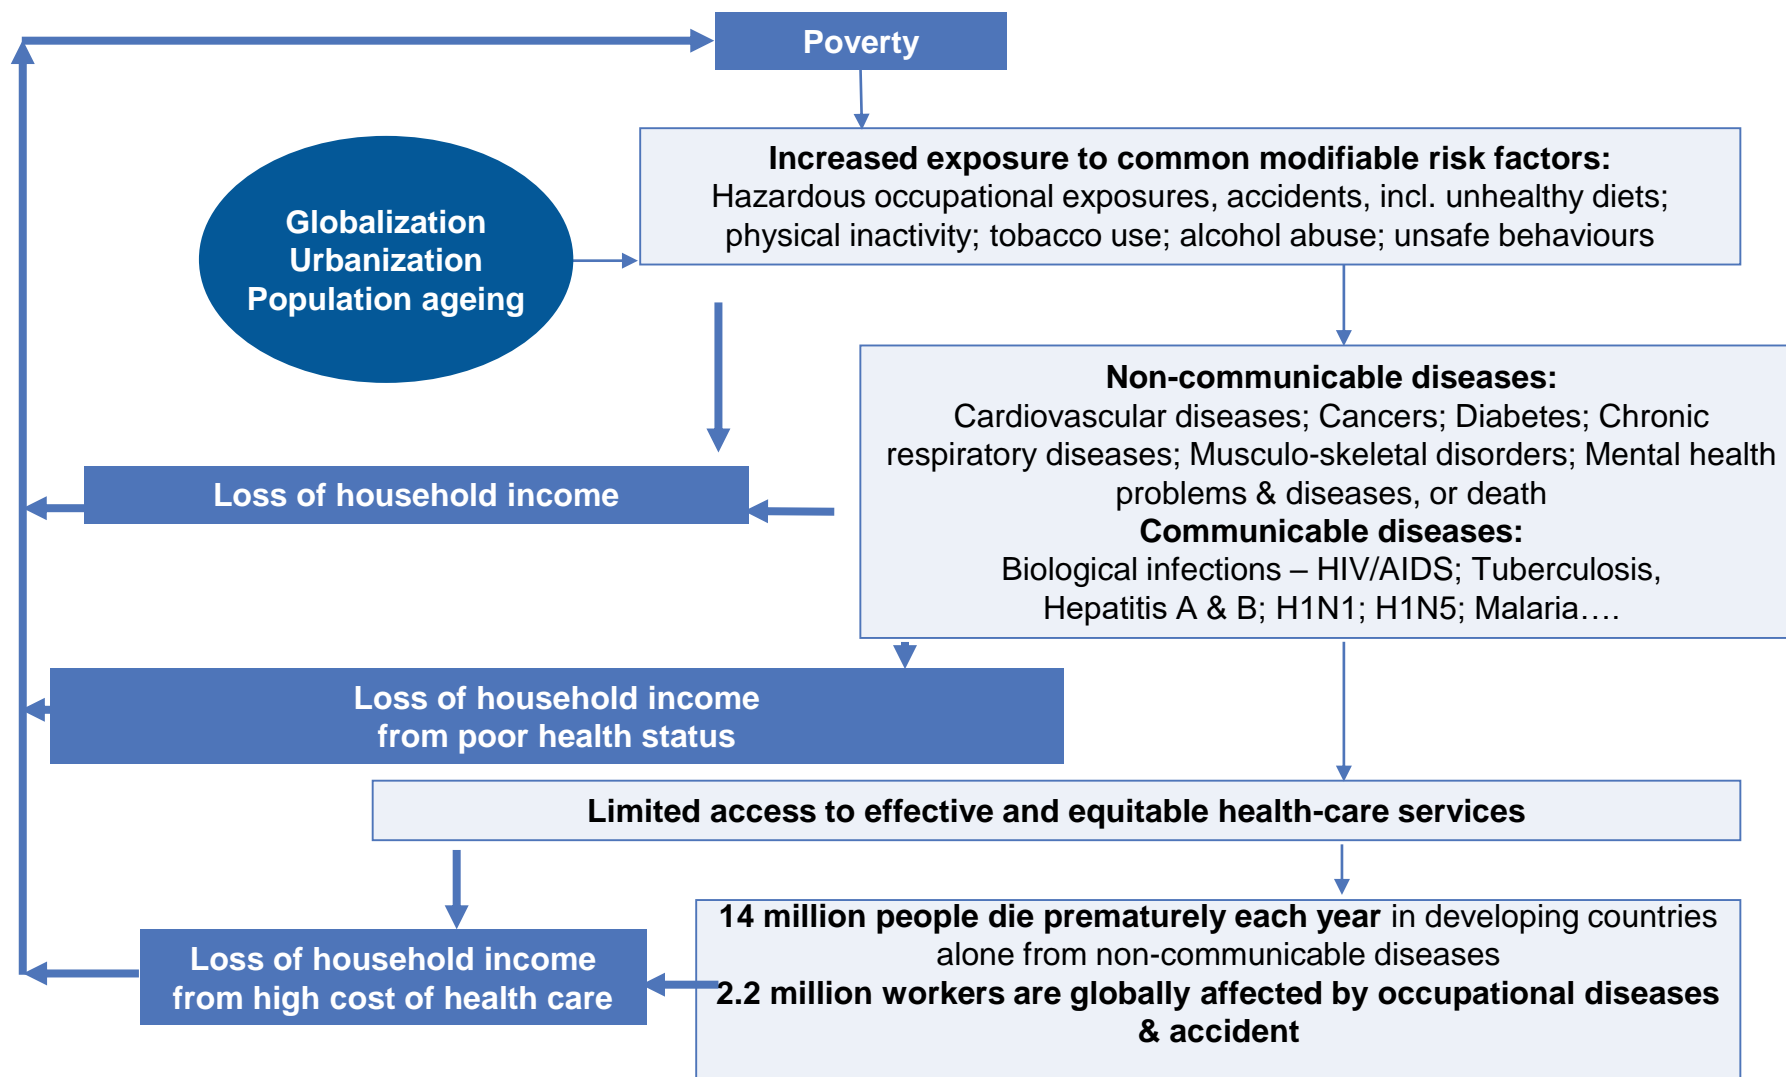 Poverty
Increased exposure to common modifiable risk factors:
Hazardous occupational exposures, accidents, incl. unhealthy diets;
physical inactivity; tobacco use; alcohol abuse; unsafe behaviours
Globalization
Urbanization
Population ageing
Non-communicable diseases:
Cardiovascular diseases; Cancers; Diabetes; Chronic
respiratory diseases; Musculo-skeletal disorders; Mental health
problems & diseases, or death
Communicable diseases:
Biological infections – HIV/AIDS; Tuberculosis,
Hepatitis A & B; H1N1; H1N5; Malaria….
Loss of household income
Loss of household income
from poor health status
Limited access to effective and equitable health-care services
14 million people die prematurely each year in developing countries
alone from non-communicable diseases
2.2 million workers are globally affected by occupational diseases
& accident
Loss of household income
from high cost of health care